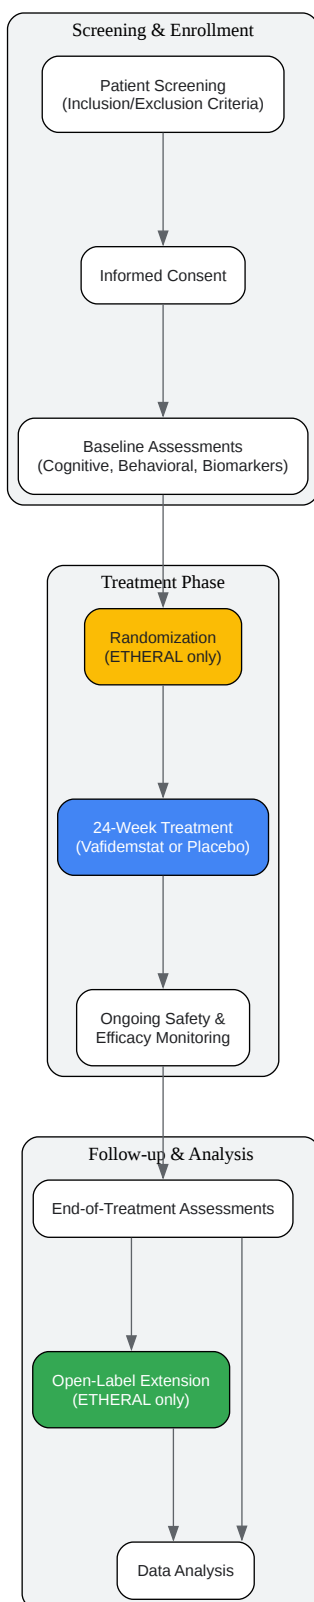 Screening & Enrollment
Patient Screening
(Inclusion/Exclusion Criteria)
Informed Consent
Baseline Assessments
(Cognitive, Behavioral, Biomarkers)
Treatment Phase
Randomization
(ETHERAL only)
24-Week Treatment
(Vafidemstat or Placebo)
Ongoing Safety &
Efficacy Monitoring
Follow-up & Analysis
End-of-Treatment Assessments
Open-Label Extension
(ETHERAL only)
Data Analysis